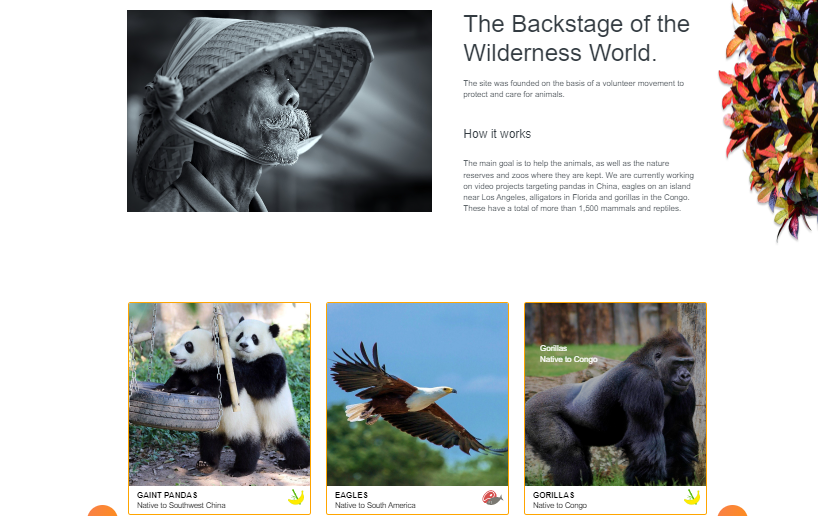 The Backstage of the
Wilderness World.
The site was founded on the basis of a volunteer movement to
protect and care for animals.
How it works
The main goal is to help the animals, as well as the nature
reserves and zoos where they are kept. We are currently working
on video projects targeting pandas in China, eagles on an island
near Los Angeles, alligators in Florida and gorillas in the Congo.
These have a total of more than 1,500 mammals and reptiles.
Gorillas
Native to Congo
GAINT PANDAS
Native to Southwest China
EAGLES
Native to South America
GORILLAS
Native to Congo